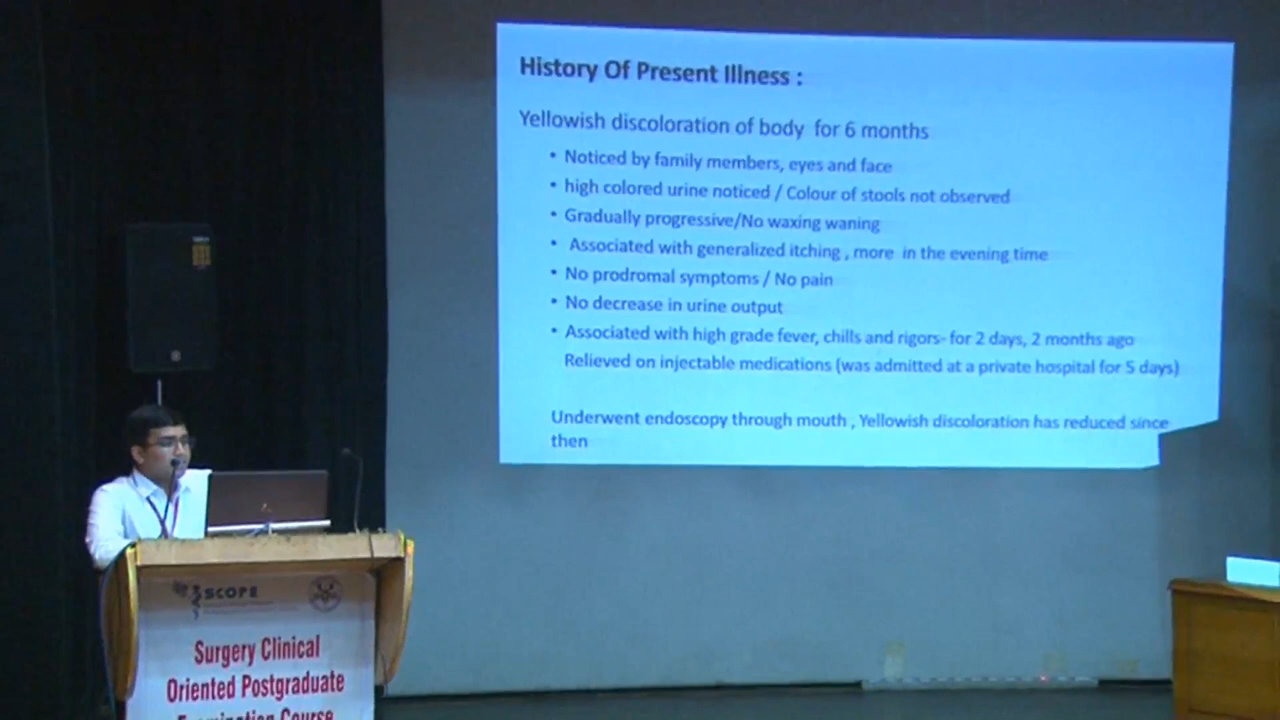 History Of Present Illness :
Yellowish discoloration of body for 6 months
• Noticed by family members, eyes and face
• high colored urine noticed / Colour of stools not observed
• Gradually progressive/No waxing waning
• Associated with generalized itching , more in the evening time
• No prodromal symptoms / No pain
• No decrease in urine output
• Associated with high grade fever, chills and rigors- for 2 days, 2 months ago
Relieved on injectable medications (was admitted at a private hospital for 5 days)
Underwent endoscopy through mouth , Yellowish discoloration has reduced since
then
SCOPE
Surgery Clinical
Oriented Postgraduate
Examination Course